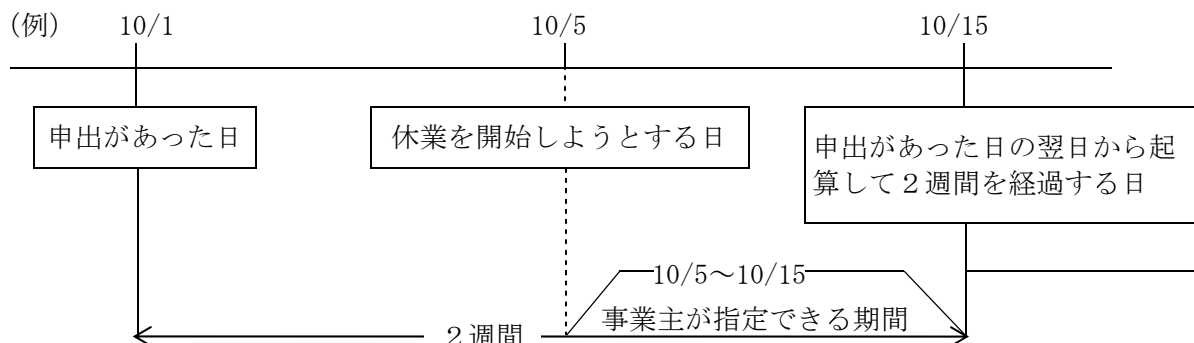 (例) 10/1 10/5 10/15
申出があった日
休業を開始しようとする日
申出があった日の翌日から起
算して2週間を経過する日
10/5～10/15
事業主が指定できる期間
2週間